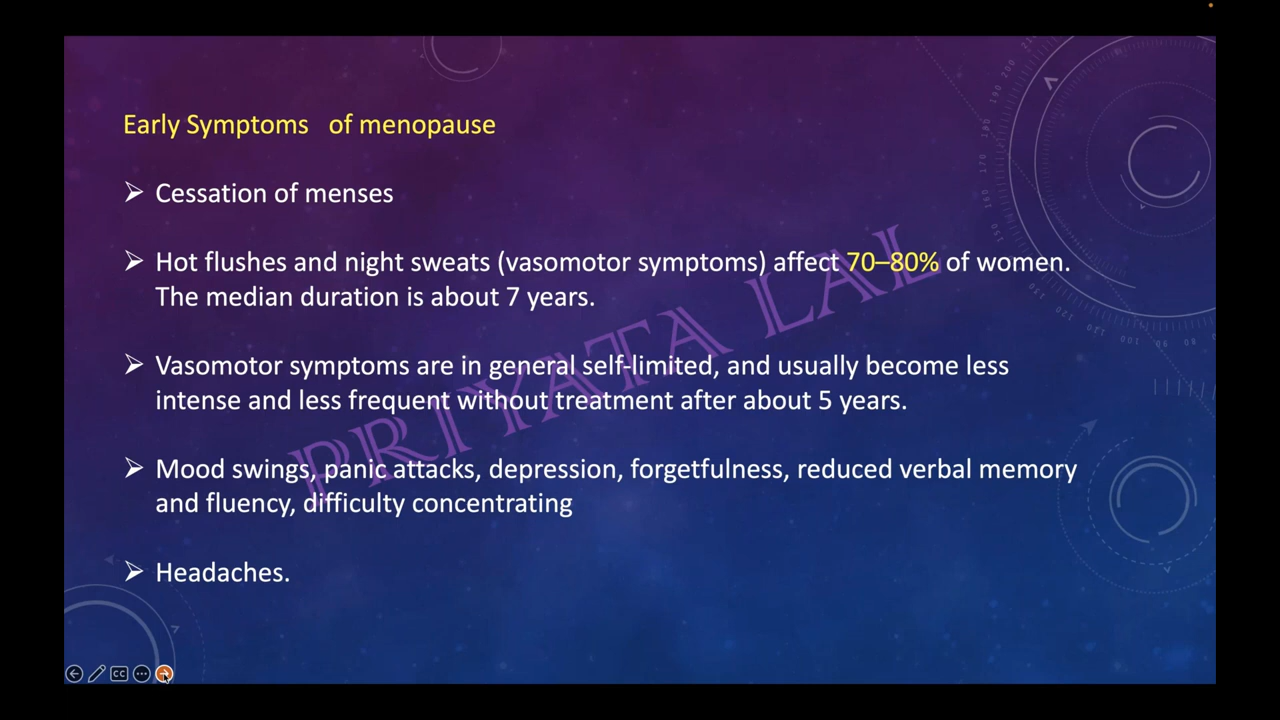 Early Symptoms of menopause
➢ Cessation of menses
➢ Hot flushes and night sweats (vasomotor symptoms) affect 70–80% of women.
The median duration is about 7 years.
➢ Vasomotor symptoms are in general self-limited, and usually become less
intense and less frequent without treatment after about 5 years.
➢ Mood swings, panic attacks, depression, forgetfulness, reduced verbal memory
and fluency, difficulty concentrating
➢ Headaches.
PRIYATA LAL
CC